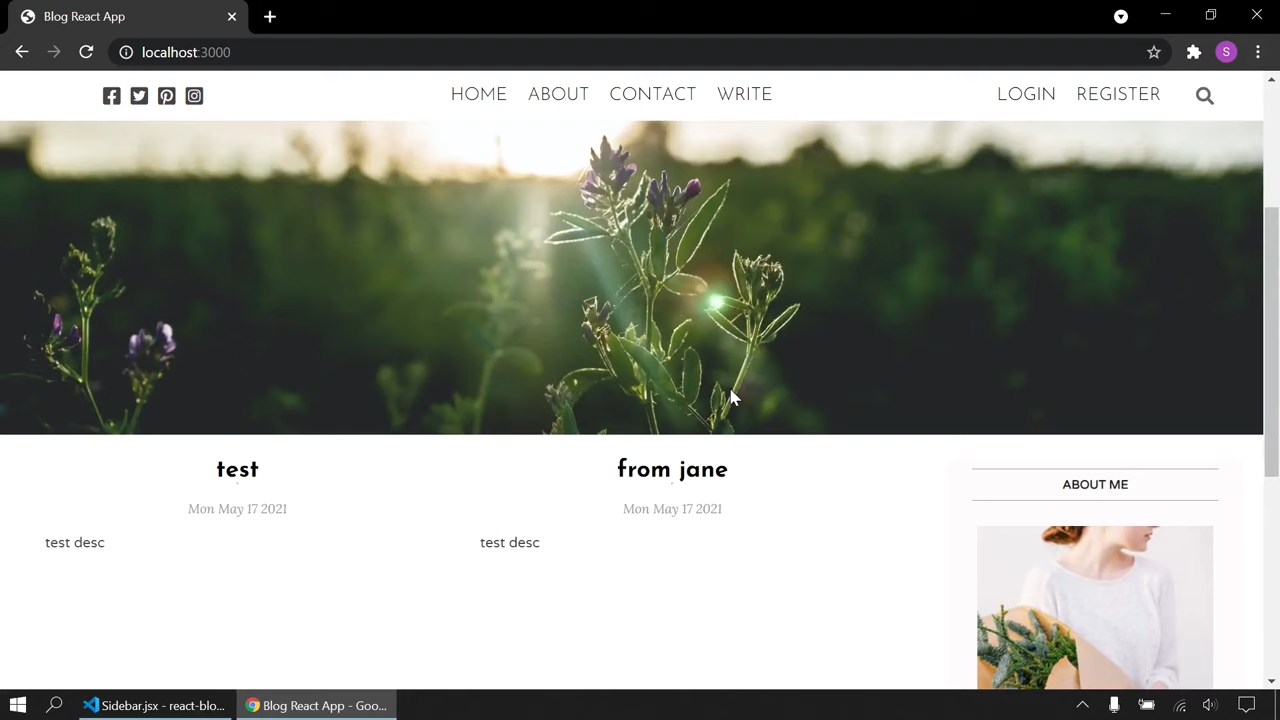 Blog React App
localhost:3000
S
HOME ABOUT CONTACT WRITE
LOGIN REGISTER
test
Mon May 17 2021
test desc
from jane
Mon May 17 2021
test desc
ABOUT ME
Sidebar.jsx - react-blo...
Blog React App - Goo...